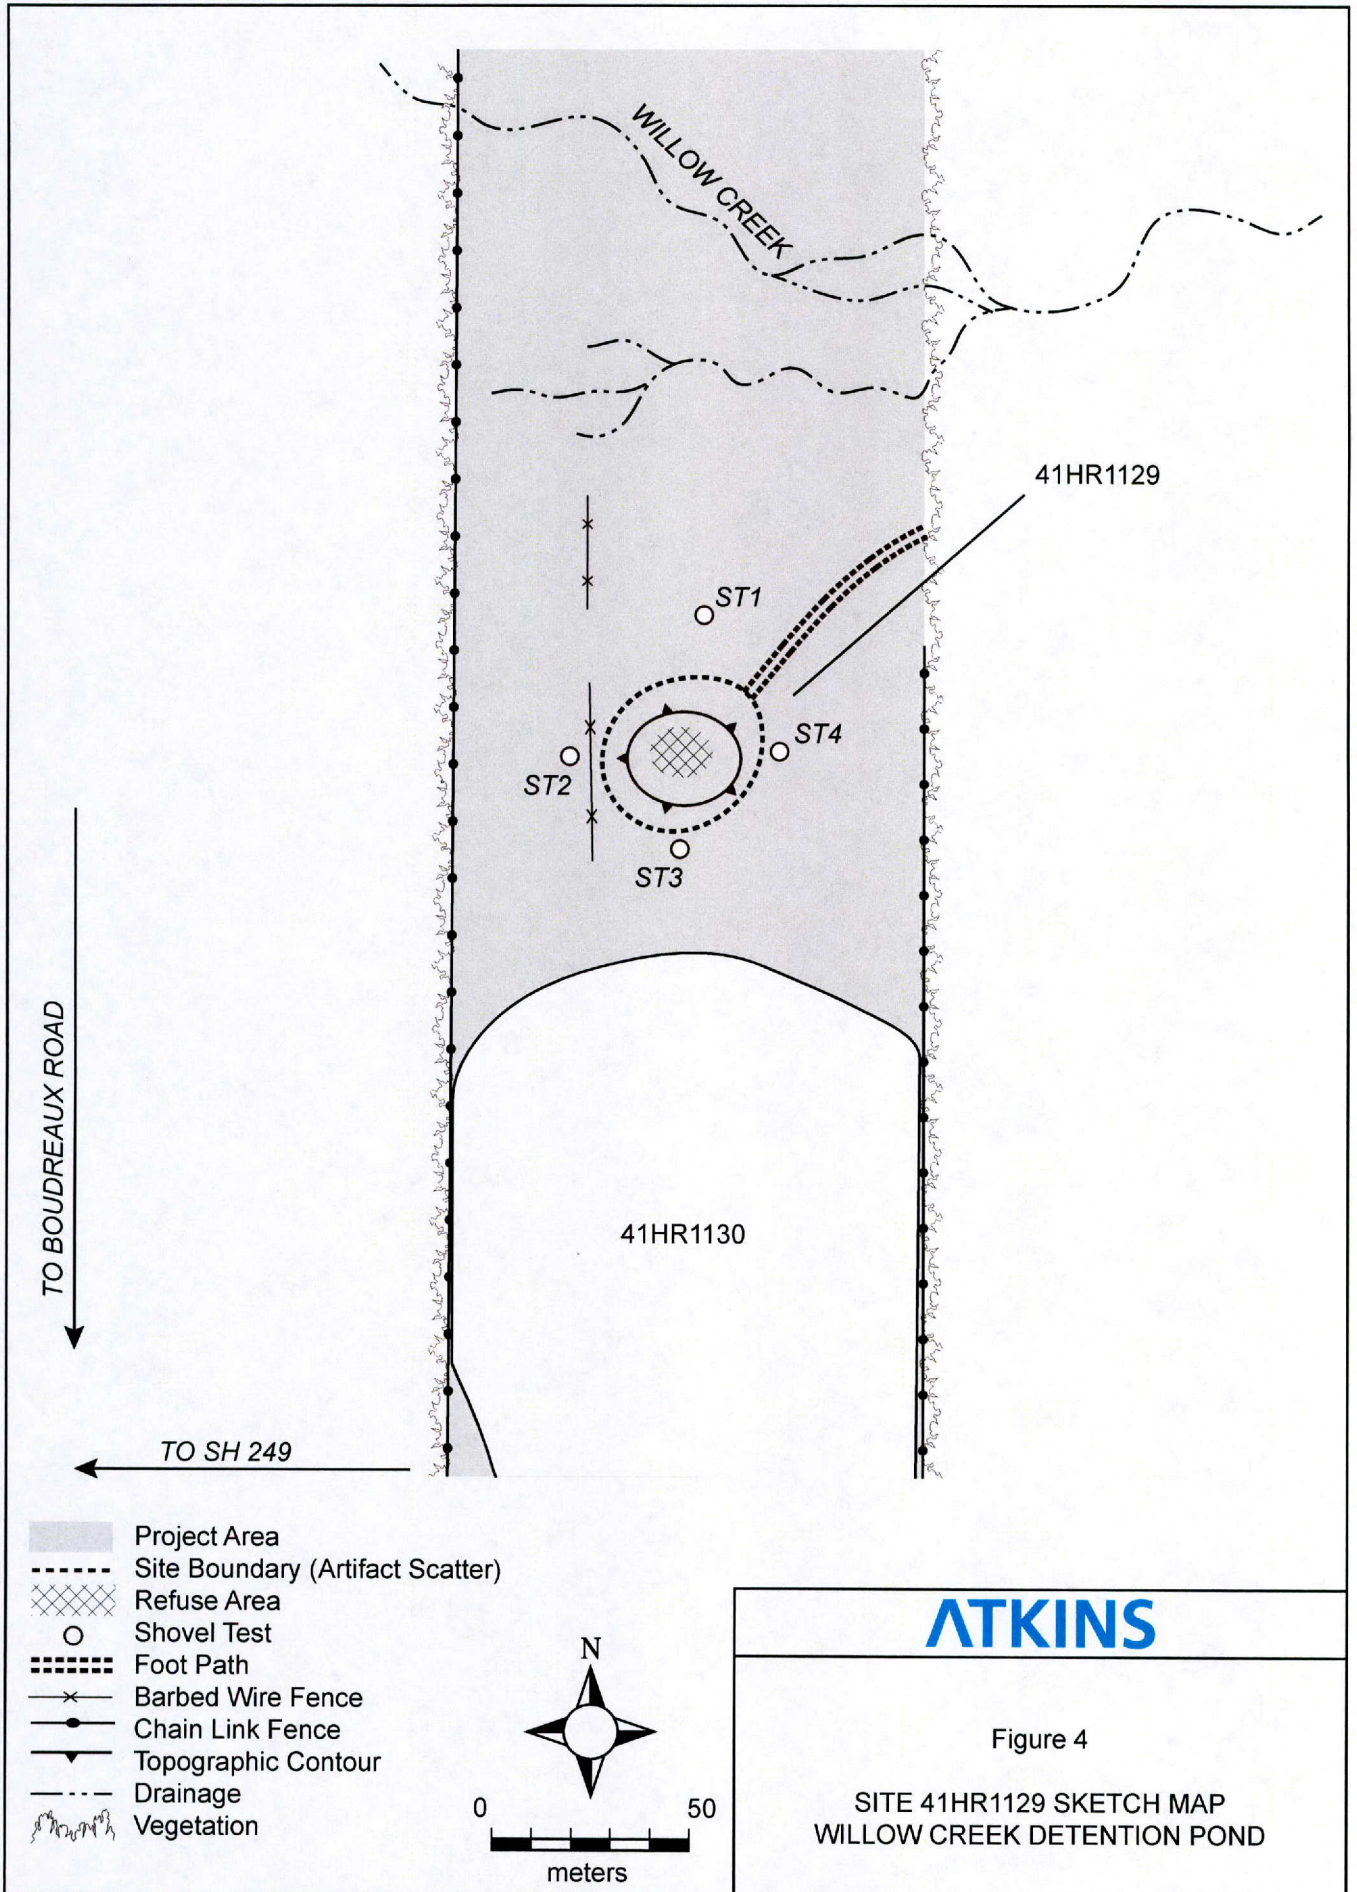 WILLOW CREEK
41HR1129
ST1
ST4
ST2
ST3
TO BOUDREAUX ROAD
41HR1130
TO SH 249
Project Area
Site Boundary (Artifact Scatter)
Refuse Area
Shovel Test
Foot Path
Barbed Wire Fence
Chain Link Fence
Topographic Contour
Drainage
Vegetation
N
0 50
meters
ATKINS
Figure 4
SITE 41HR1129 SKETCH MAP
WILLOW CREEK DETENTION POND